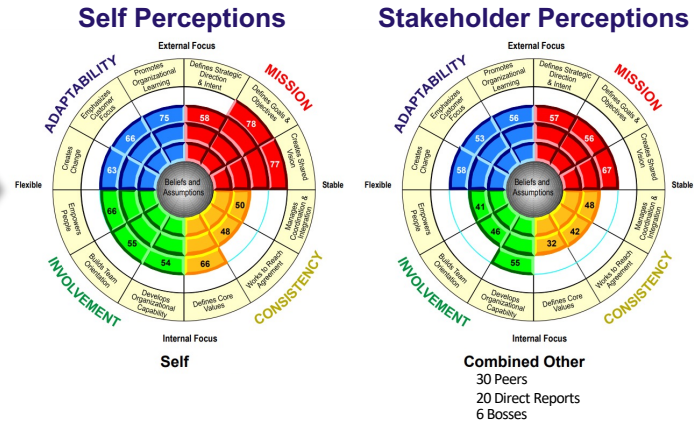 Self Perceptions
External Focus
ADAPTABILITY
MISSION
Promotes
Organizational
Learning
Defines Strategic
Direction
& Intent
Emphasizes
Customer
Focus
Defines Goals &
Objectives
Creates
Change
Creates Shared
Vision
75
58
78
66
77
63
Flexible
Beliefs and
Assumptions
Stable
66
50
55
48
54
66
Empowers
People
Manages
Coordination &
Integration
Builds Team
Orientation
Works to Reach
Agreement
Develops
Organizational
Capability
Defines Core
Values
INVOLVEMENT
CONSISTENCY
Internal Focus
Self
Stakeholder Perceptions
External Focus
ADAPTABILITY
MISSION
Promotes
Organizational
Learning
Defines Strategic
Direction
& Intent
Emphasizes
Customer
Focus
Defines Goals &
Objectives
Creates
Change
Creates Shared
Vision
56
57
53
56
58
67
Flexible
Beliefs and
Assumptions
Stable
41
48
46
42
55
32
Empowers
People
Manages
Coordination &
Integration
Builds Team
Orientation
Works to Reach
Agreement
Develops
Organizational
Capability
Defines Core
Values
INVOLVEMENT
CONSISTENCY
Internal Focus
Combined Other
30 Peers
20 Direct Reports
6 Bosses